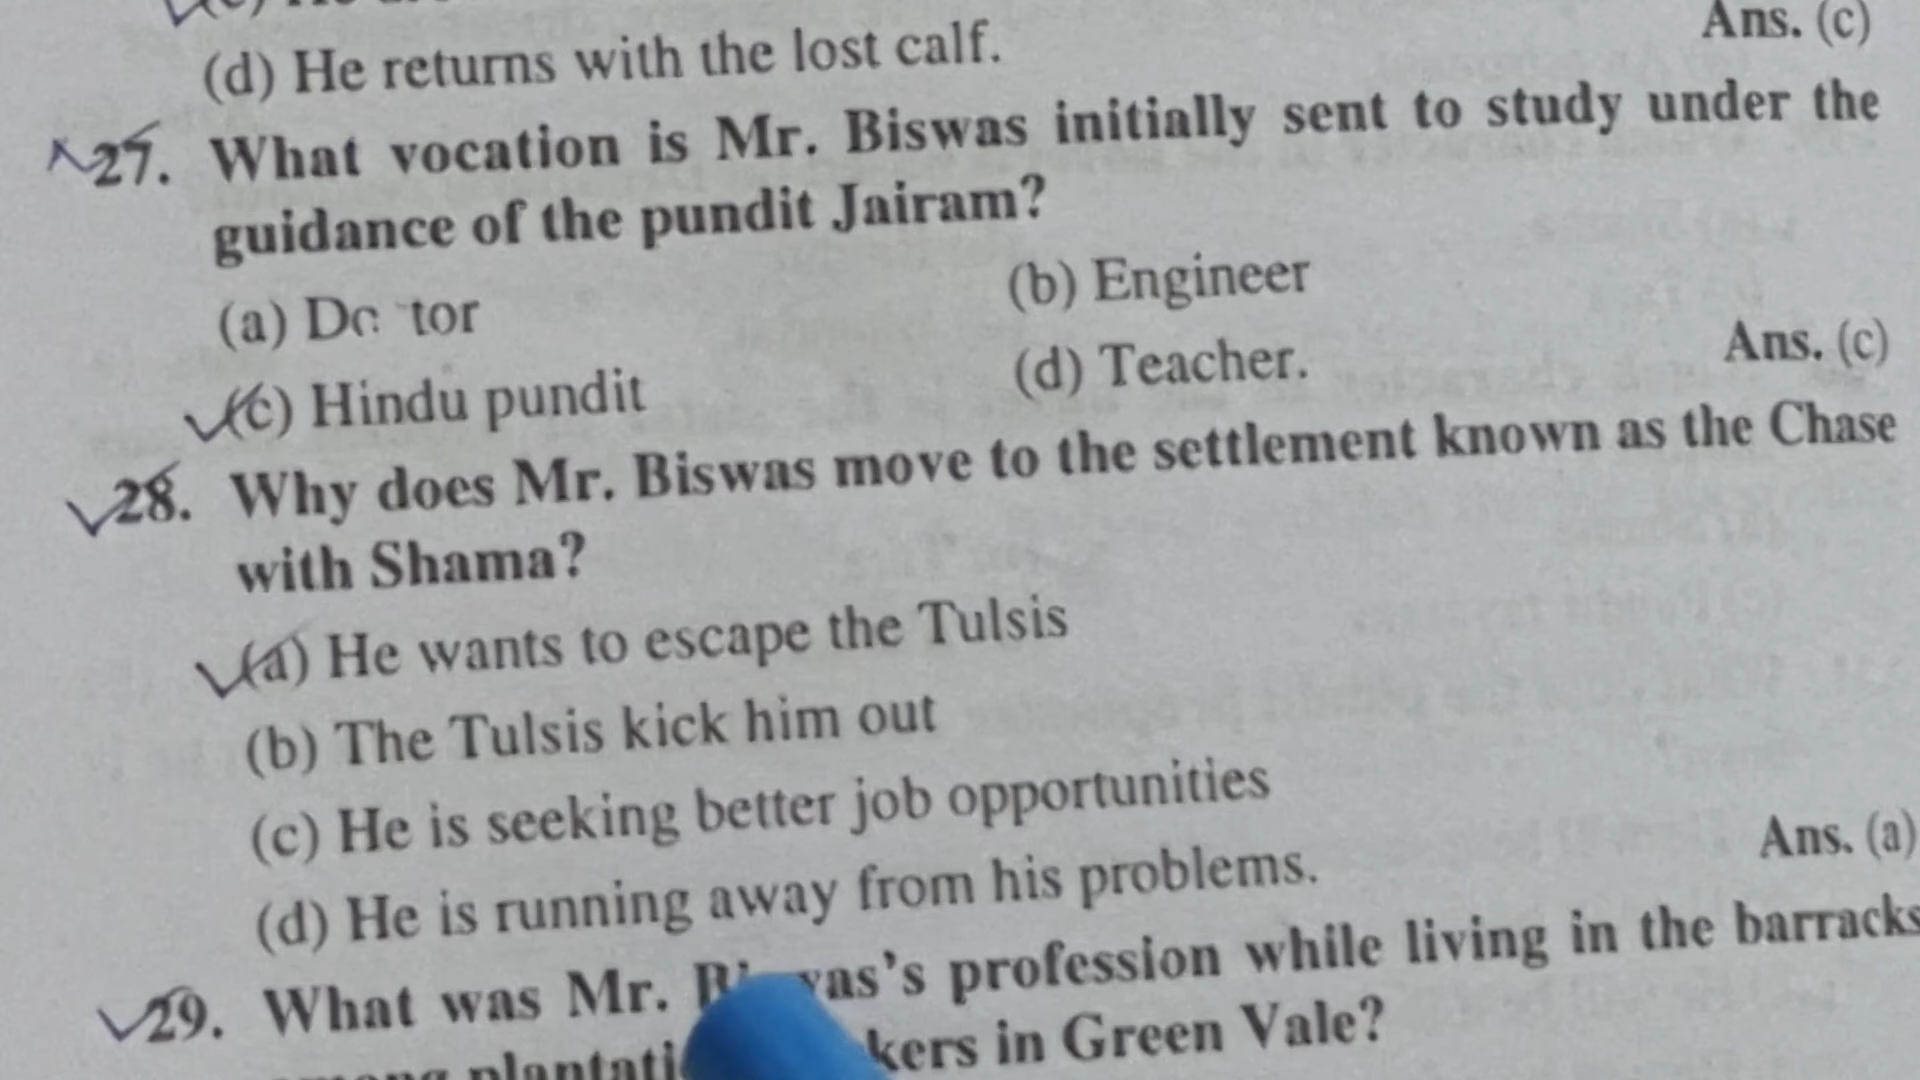 (d) He returns with the lost calf.
Ans. (c)
27. What vocation is Mr. Biswas initially sent to study under the
guidance of the pundit Jairam?
(a) Do tor
(b) Engineer
(c) Hindu pundit
(d) Teacher.
Ans. (c)
28. Why does Mr. Biswas move to the settlement known as the Chase
with Shama?
(a) He wants to escape the Tulsis
(b) The Tulsis kick him out
(c) He is seeking better job opportunities
(d) He is running away from his problems.
Ans. (a)
29. What was Mr. profession while living in the barracks
in Green Vale?